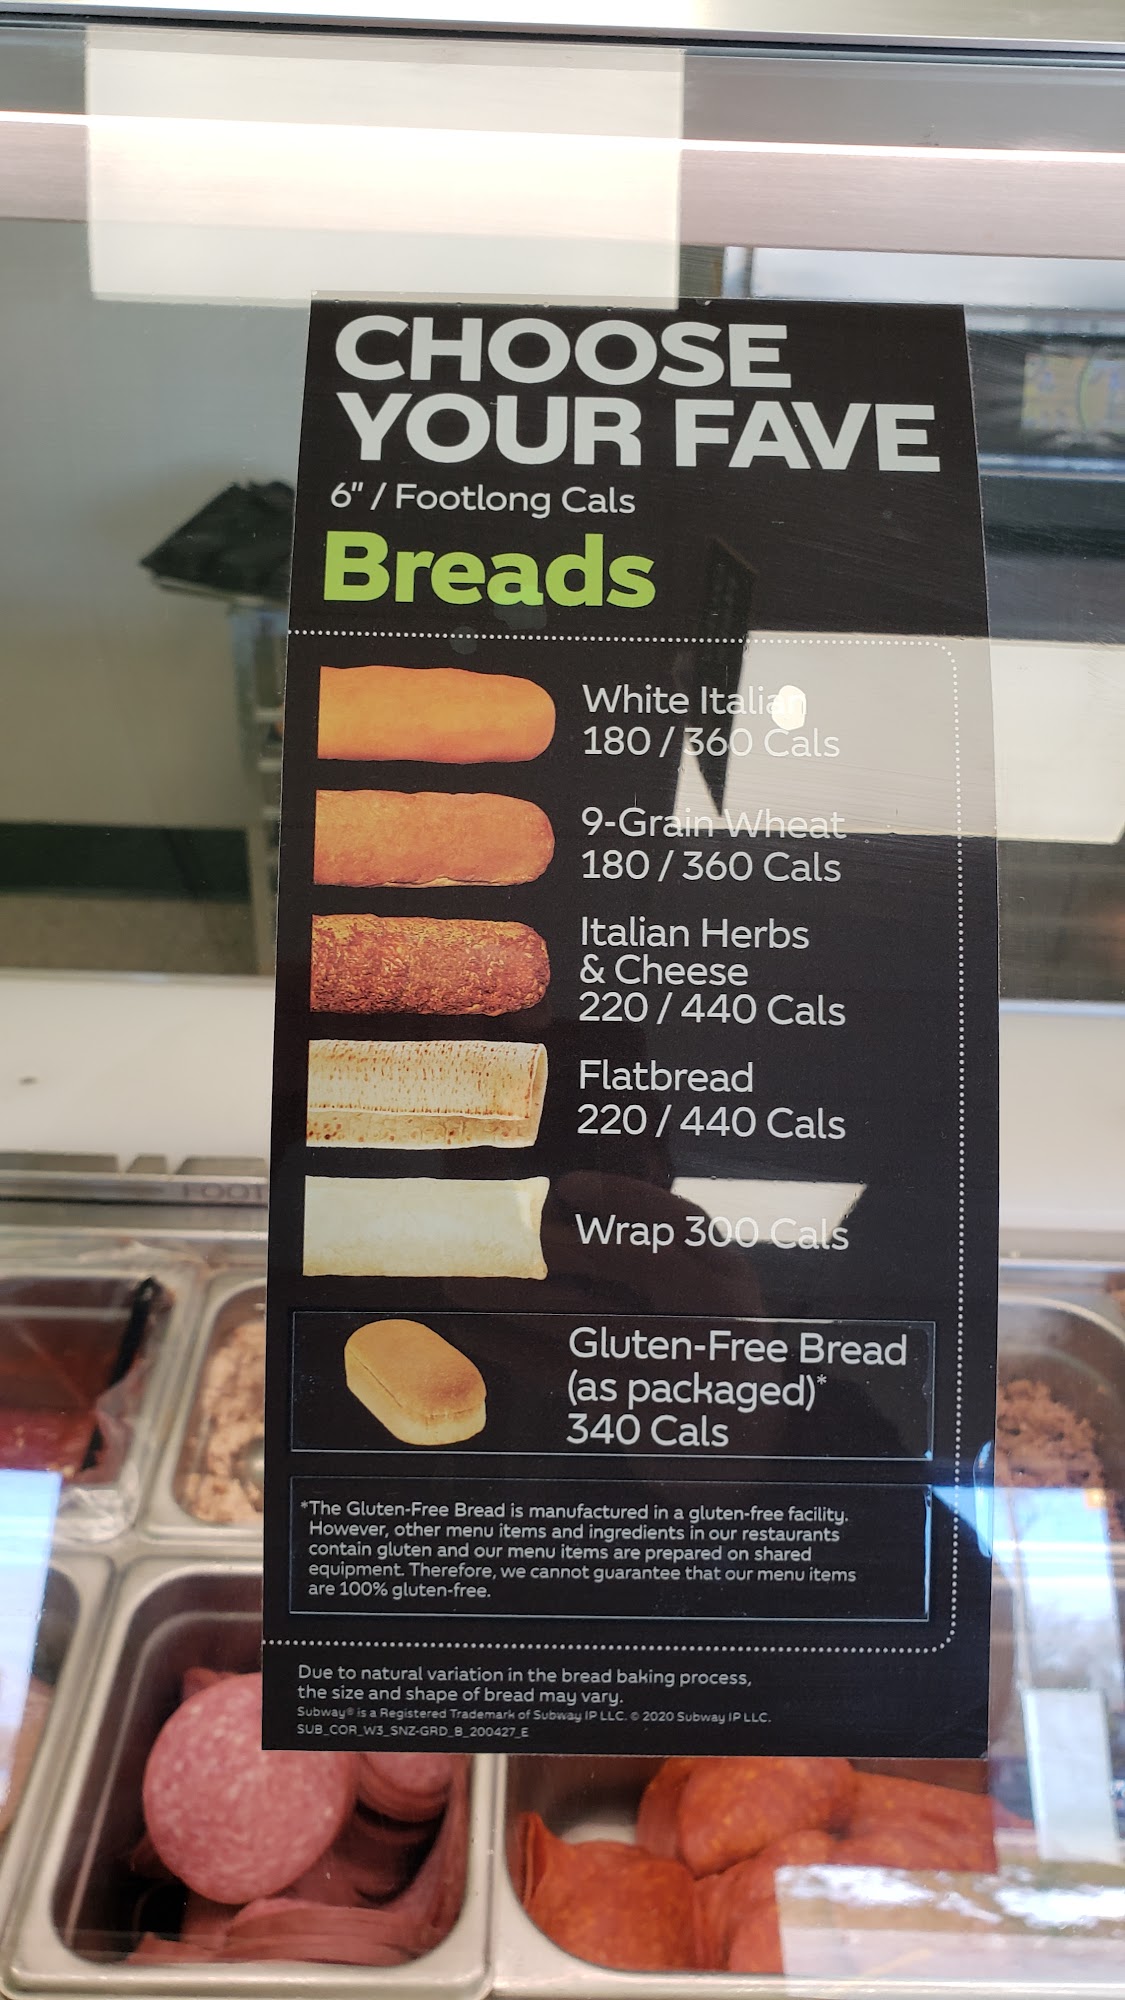 CHOOSE
YOUR FAVE
6" / Footlong Cals
Breads
White Italian
180 / 360 Cals
9-Grain Wheat
180 / 360 Cals
Italian Herbs
& Cheese
220 / 440 Cals
Flatbread
220 / 440 Cals
Wrap 300 Cals
Gluten-Free Bread
(as packaged)*
340 Cals
*The Gluten-Free Bread is manufactured in a gluten-free facility.
However, other menu items and ingredients in our restaurants
contain gluten and our menu items are prepared on shared
equipment. Therefore, we cannot guarantee that our menu items
are 100% gluten-free.
Due to natural variation in the bread baking process,
the size and shape of bread may vary.
Subway® is a Registered Trademark of Subway IP LLC. © 2020 Subway IP LLC.
SUB_COR_W3_SNZ-GRD_B_200427_E
FOOT